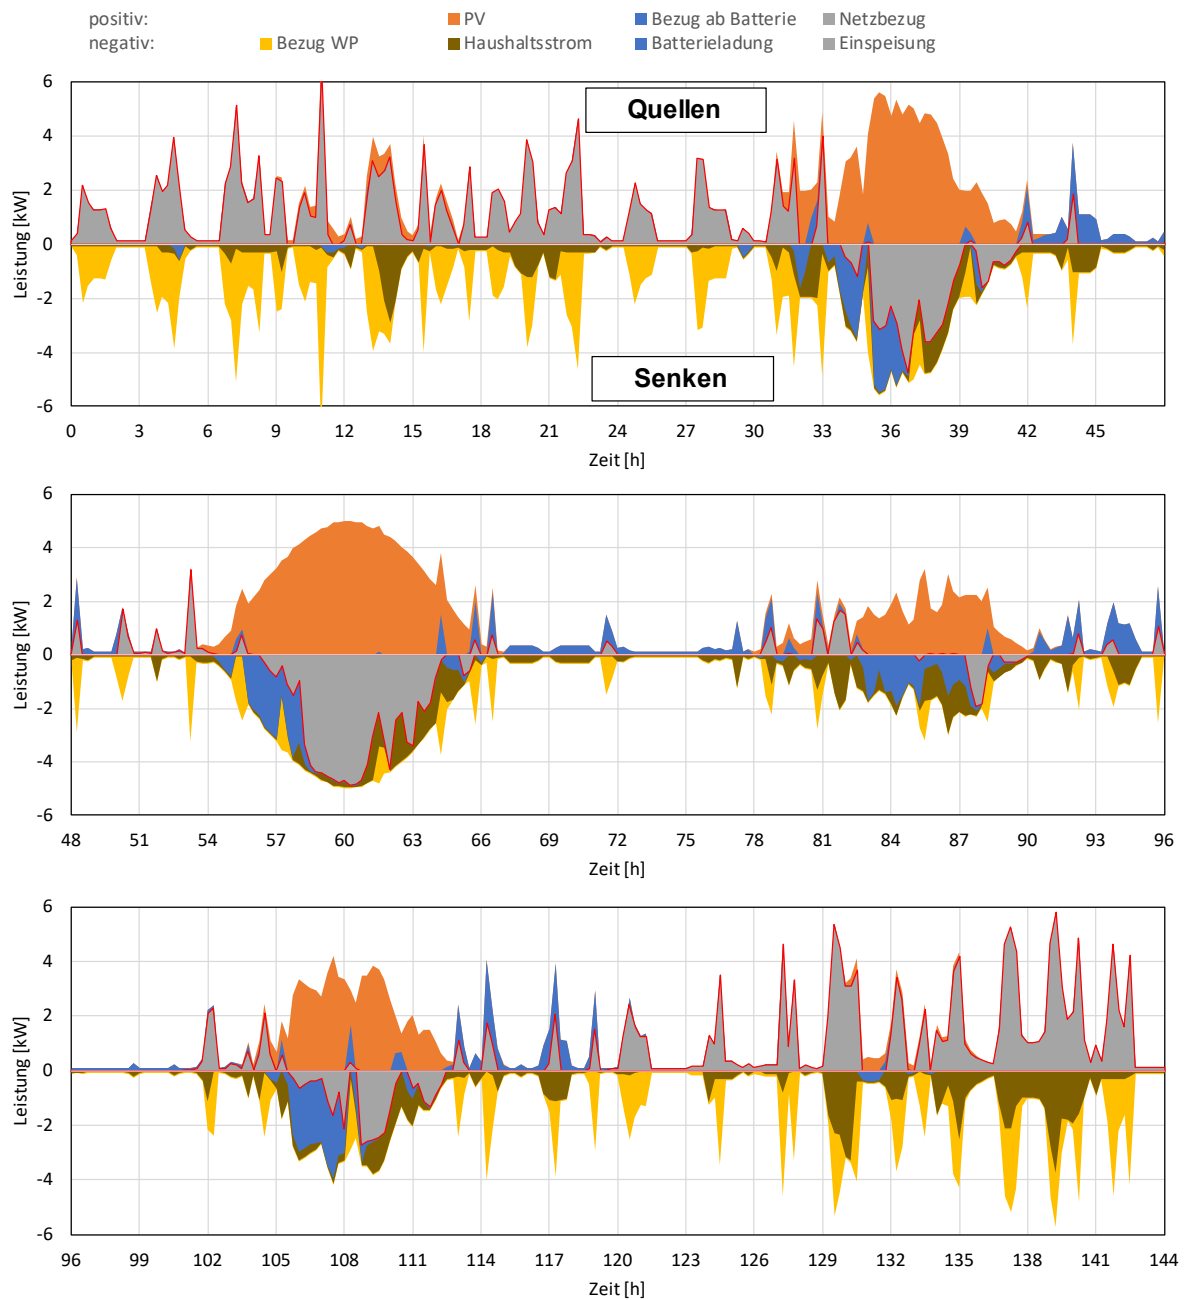 positiv: PV Bezug ab Batterie Netzbezug
negativ: Bezug WP Haushaltsstrom Batterieladung Einspeisung
6
4
2
0
-2
-4
-6
Leistung [kW]
Quellen
Senken
0 3 6 9 12 15 18 21 24 27 30 33 36 39 42 45
Zeit [h]
6
4
2
0
-2
-4
-6
Leistung [kW]
48 51 54 57 60 63 66 69 72 75 78 81 84 87 90 93 96
Zeit [h]
6
4
2
0
-2
-4
-6
Leistung [kW]
96 99 102 105 108 111 114 117 120 123 126 129 132 135 138 141 144
Zeit [h]